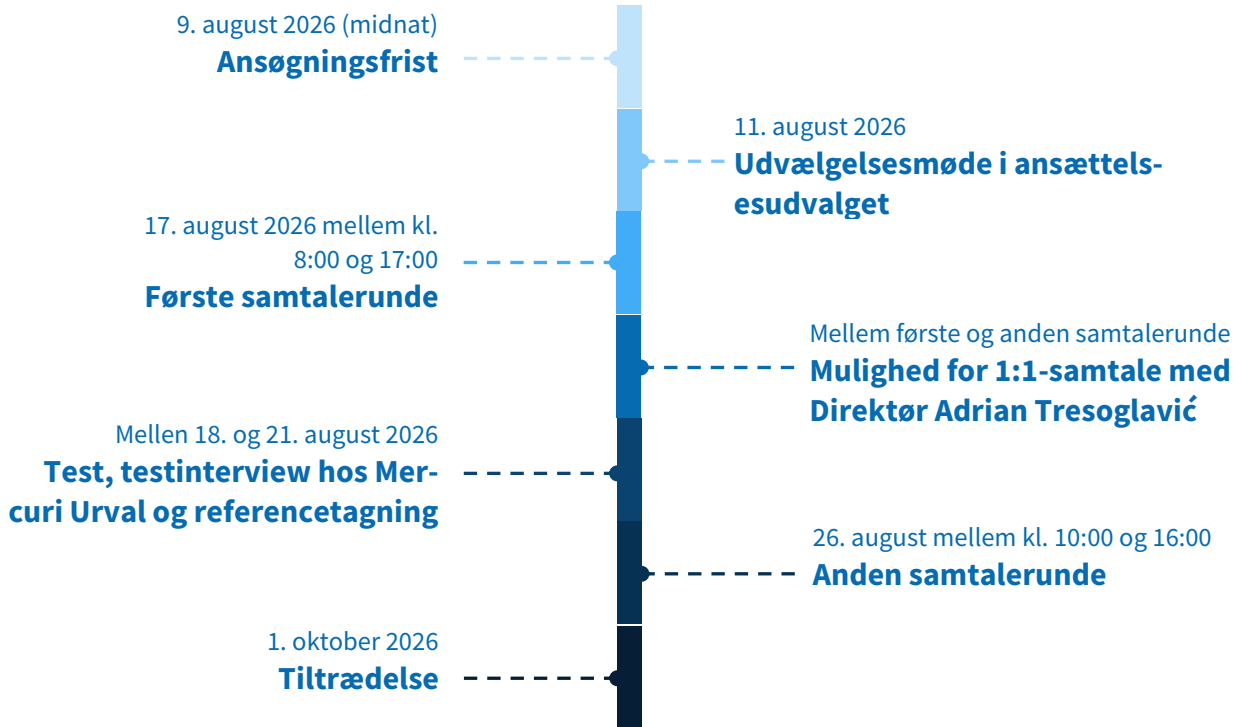 9. august 2026 (midnat)
Ansøgningsfrist
11. august 2026
Udvælgelsesmøde i ansættels-
esudvalget
17. august 2026 mellem kl.
8:00 og 17:00
Første samtalerunde
Mellem første og anden samtalerunde
Mulighed for 1:1-samtale med
Direktør Adrian Tresoglavić
Mellen 18. og 21. august 2026
Test, testinterview hos Mer-
curi Urval og referencetagning
26. august mellem kl. 10:00 og 16:00
Anden samtalerunde
1. oktober 2026
Tiltrædelse